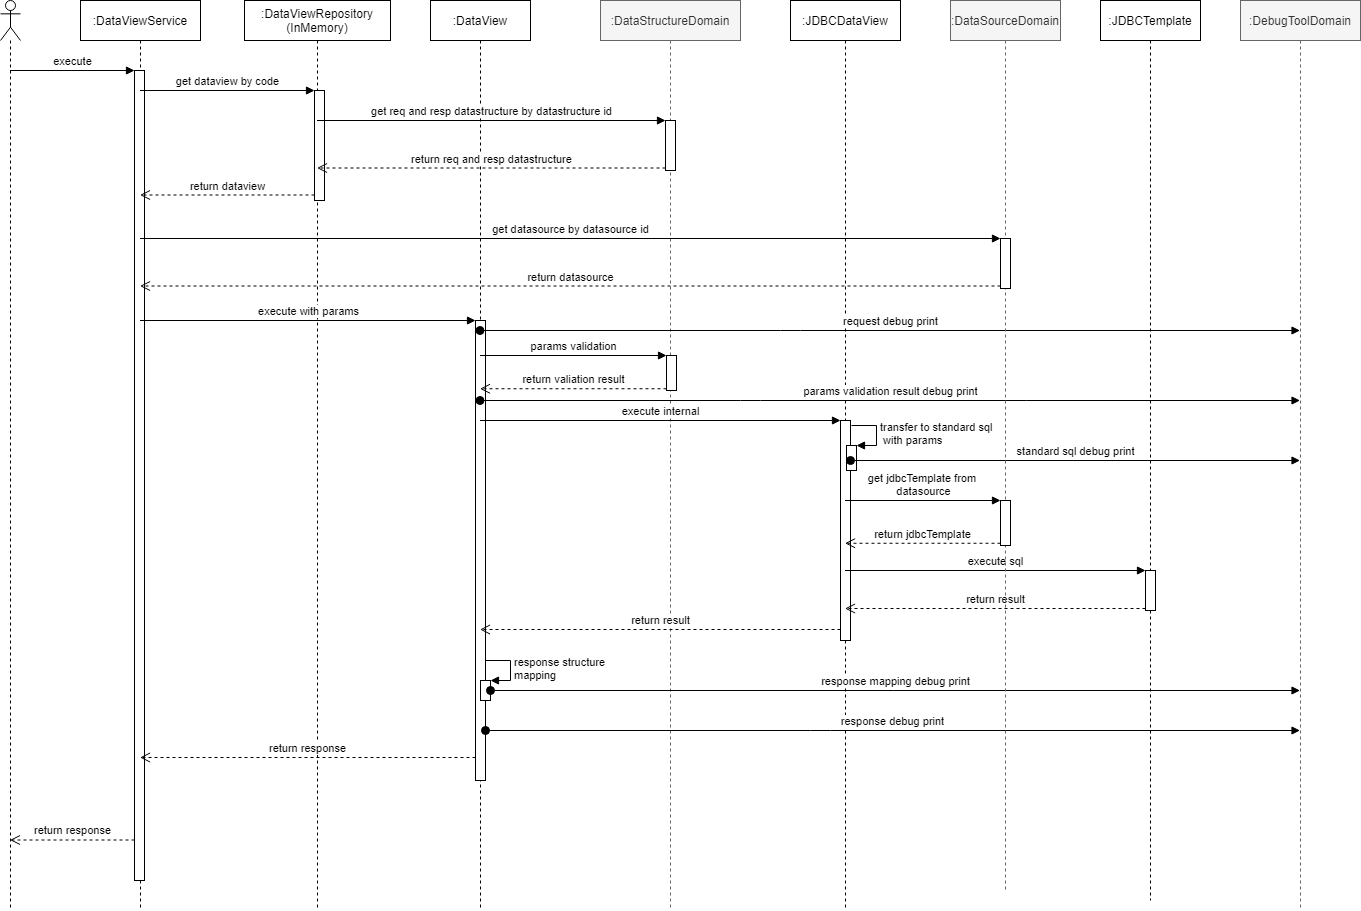 :DataViewService
:DataViewRepository
(InMemory)
:DataView
:DataStructureDomain
:JDBCDataView
:DataSourceDomain
:JDBCTemplate
:DebugToolDomain
execute
get dataview by code
get req and resp datastructure by datastructure id
return req and resp datastructure
return dataview
get datasource by datasource id
return datasource
execute with params
request debug print
params validation
return valiation result
params validation result debug print
execute internal
transfer to standard sql
with params
standard sql debug print
get jdbcTemplate from
datasource
return jdbcTemplate
execute sql
return result
return result
response structure
mapping
response mapping debug print
response debug print
return response
return response